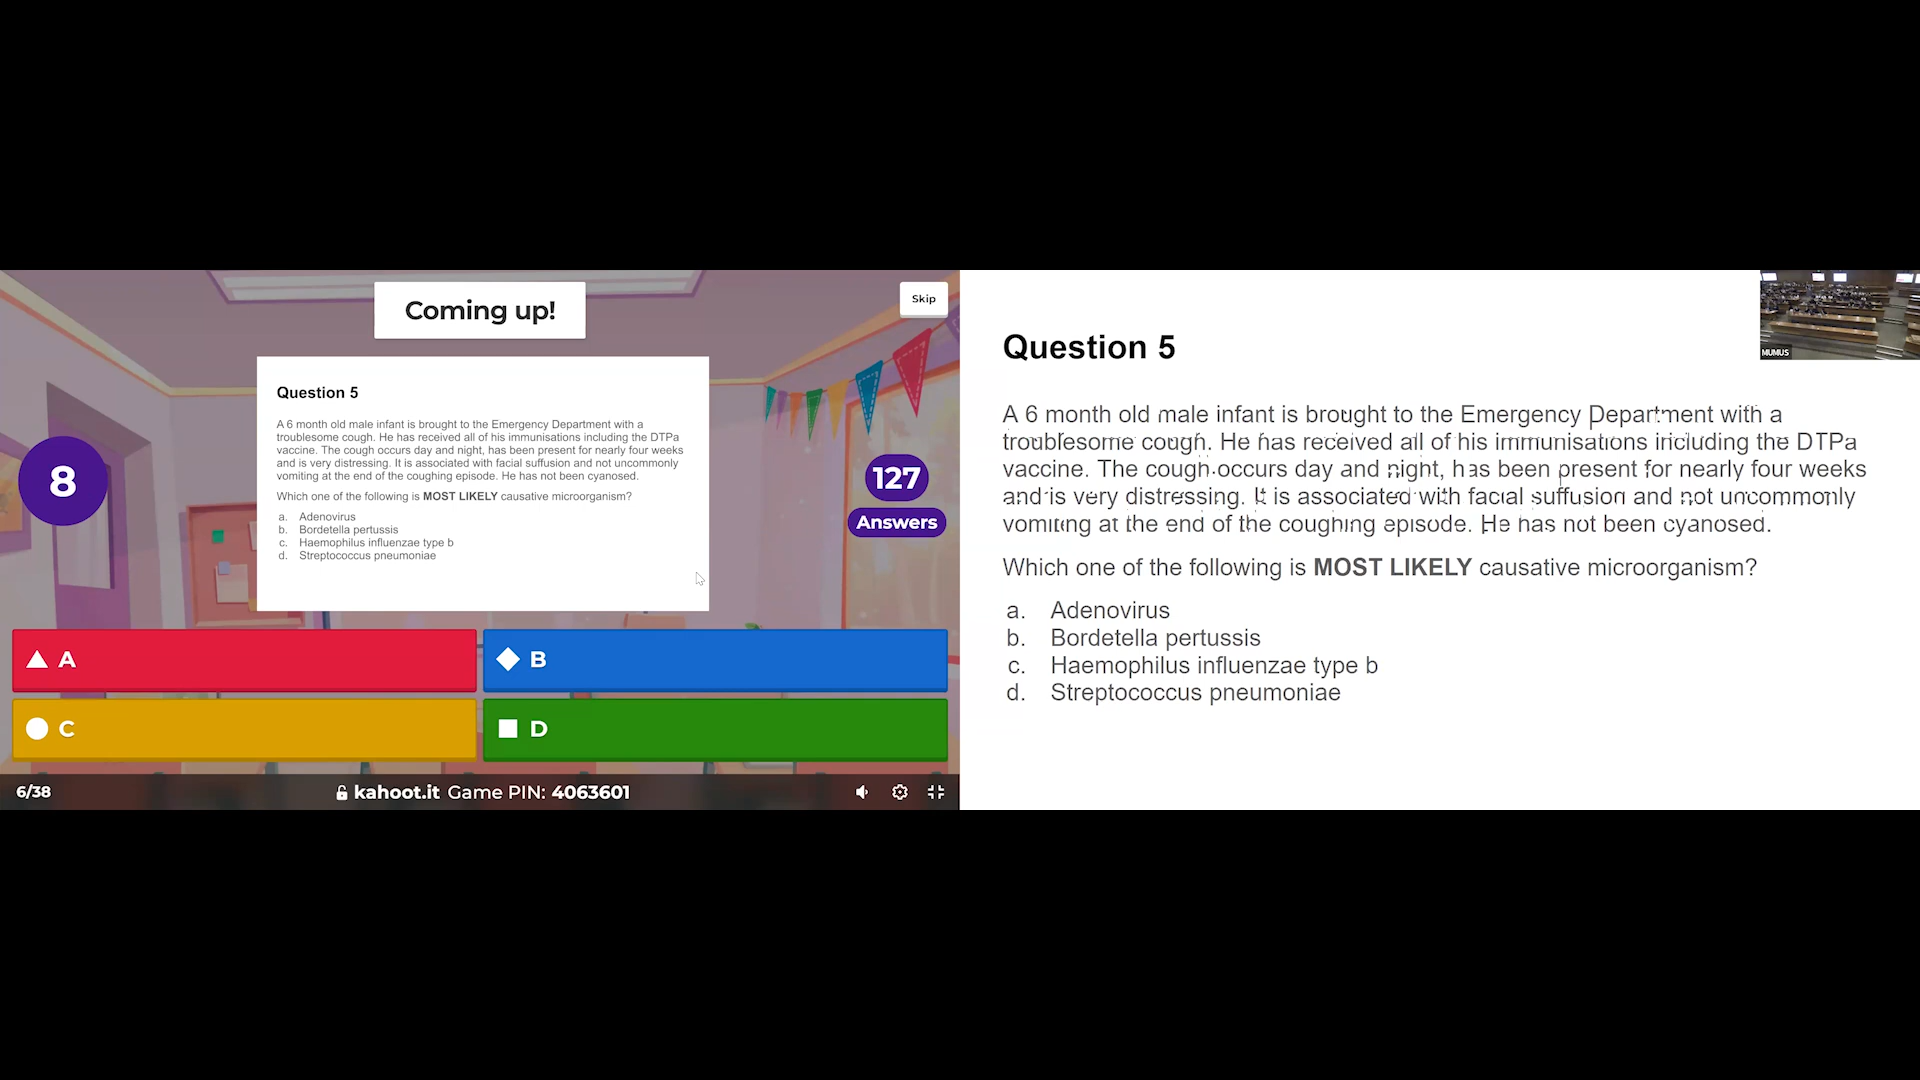 Coming up!
Skip
Question 5
A 6 month old male infant is brought to the Emergency Department with a
troublesome cough. He has received all of his immunisations including the DTPa
vaccine. The cough occurs day and night, has been present for nearly four weeks
and is very distressing. It is associated with facial suffusion and not uncommonly
vomiting at the end of the coughing episode. He has not been cyanosed.
Which one of the following is MOST LIKELY causative microorganism?
a. Adenovirus
b. Bordetella pertussis
c. Haemophilus influenzae type b
d. Streptococcus pneumoniae
8
127
Answers
A
B
C
D
6/38
kahoot.it Game PIN: 4063601
Question 5
A 6 month old male infant is brought to the Emergency Department with a
troublesome cough. He has received all of his immunisations including the DTPa
vaccine. The cough occurs day and night, has been present for nearly four weeks
and is very distressing. It is associated with facial suffusion and not uncommonly
vomiting at the end of the coughing episode. He has not been cyanosed.
Which one of the following is MOST LIKELY causative microorganism?
a. Adenovirus
b. Bordetella pertussis
c. Haemophilus influenzae type b
d. Streptococcus pneumoniae
MUMUS